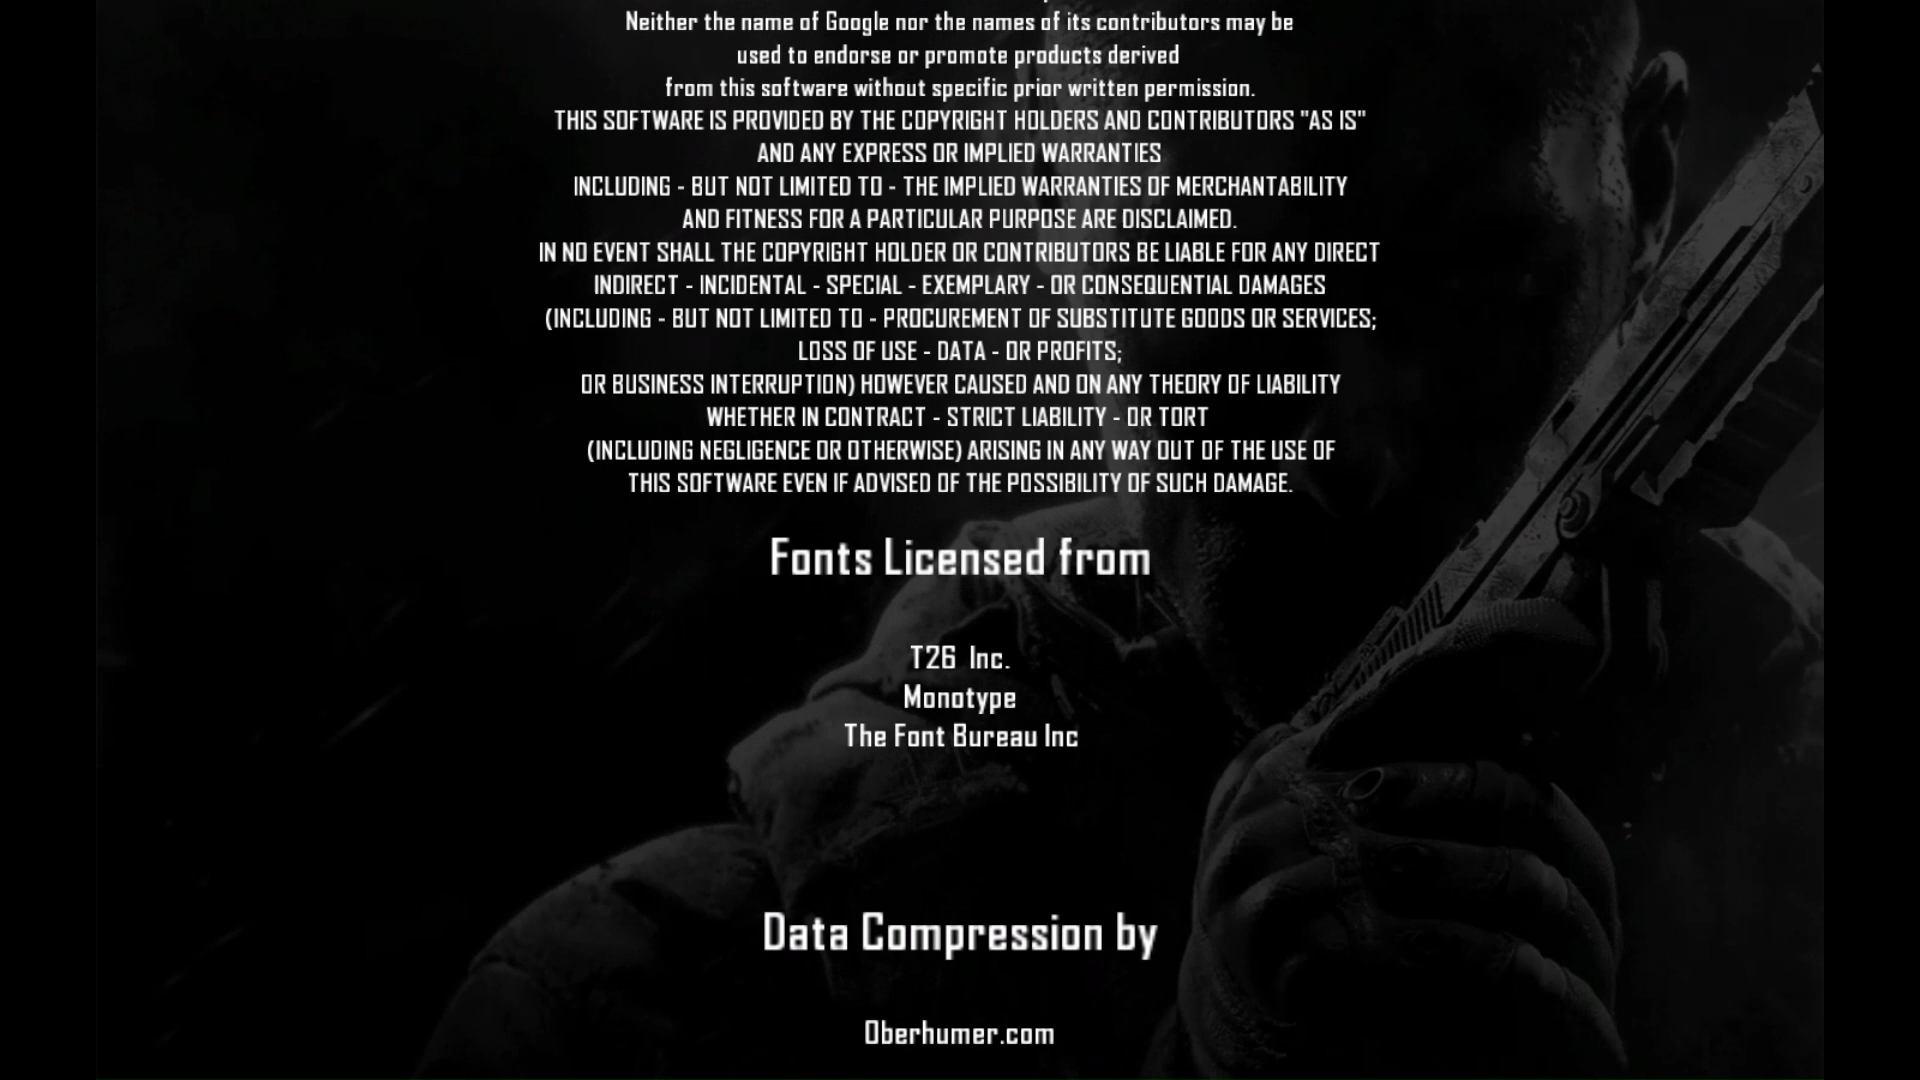 Neither the name of Google nor the names of its contributors may be
used to endorse or promote products derived
from this software without specific prior written permission.
THIS SOFTWARE IS PROVIDED BY THE COPYRIGHT HOLDERS AND CONTRIBUTORS "AS IS"
AND ANY EXPRESS OR IMPLIED WARRANTIES
INCLUDING - BUT NOT LIMITED TO - THE IMPLIED WARRANTIES OF MERCHANTABILITY
AND FITNESS FOR A PARTICULAR PURPOSE ARE DISCLAIMED.
IN NO EVENT SHALL THE COPYRIGHT HOLDER OR CONTRIBUTORS BE LIABLE FOR ANY DIRECT
INDIRECT - INCIDENTAL - SPECIAL - EXEMPLARY - OR CONSEQUENTIAL DAMAGES
(INCLUDING - BUT NOT LIMITED TO - PROCUREMENT OF SUBSTITUTE GOODS OR SERVICES;
LOSS OF USE - DATA - OR PROFITS;
OR BUSINESS INTERRUPTION) HOWEVER CAUSED AND ON ANY THEORY OF LIABILITY
WHETHER IN CONTRACT - STRICT LIABILITY - OR TORT
(INCLUDING NEGLIGENCE OR OTHERWISE) ARISING IN ANY WAY OUT OF THE USE OF
THIS SOFTWARE EVEN IF ADVISED OF THE POSSIBILITY OF SUCH DAMAGE.
Fonts Licensed from
T26  Inc.
Monotype
The Font Bureau Inc
Data Compression by
Oberhumer.com